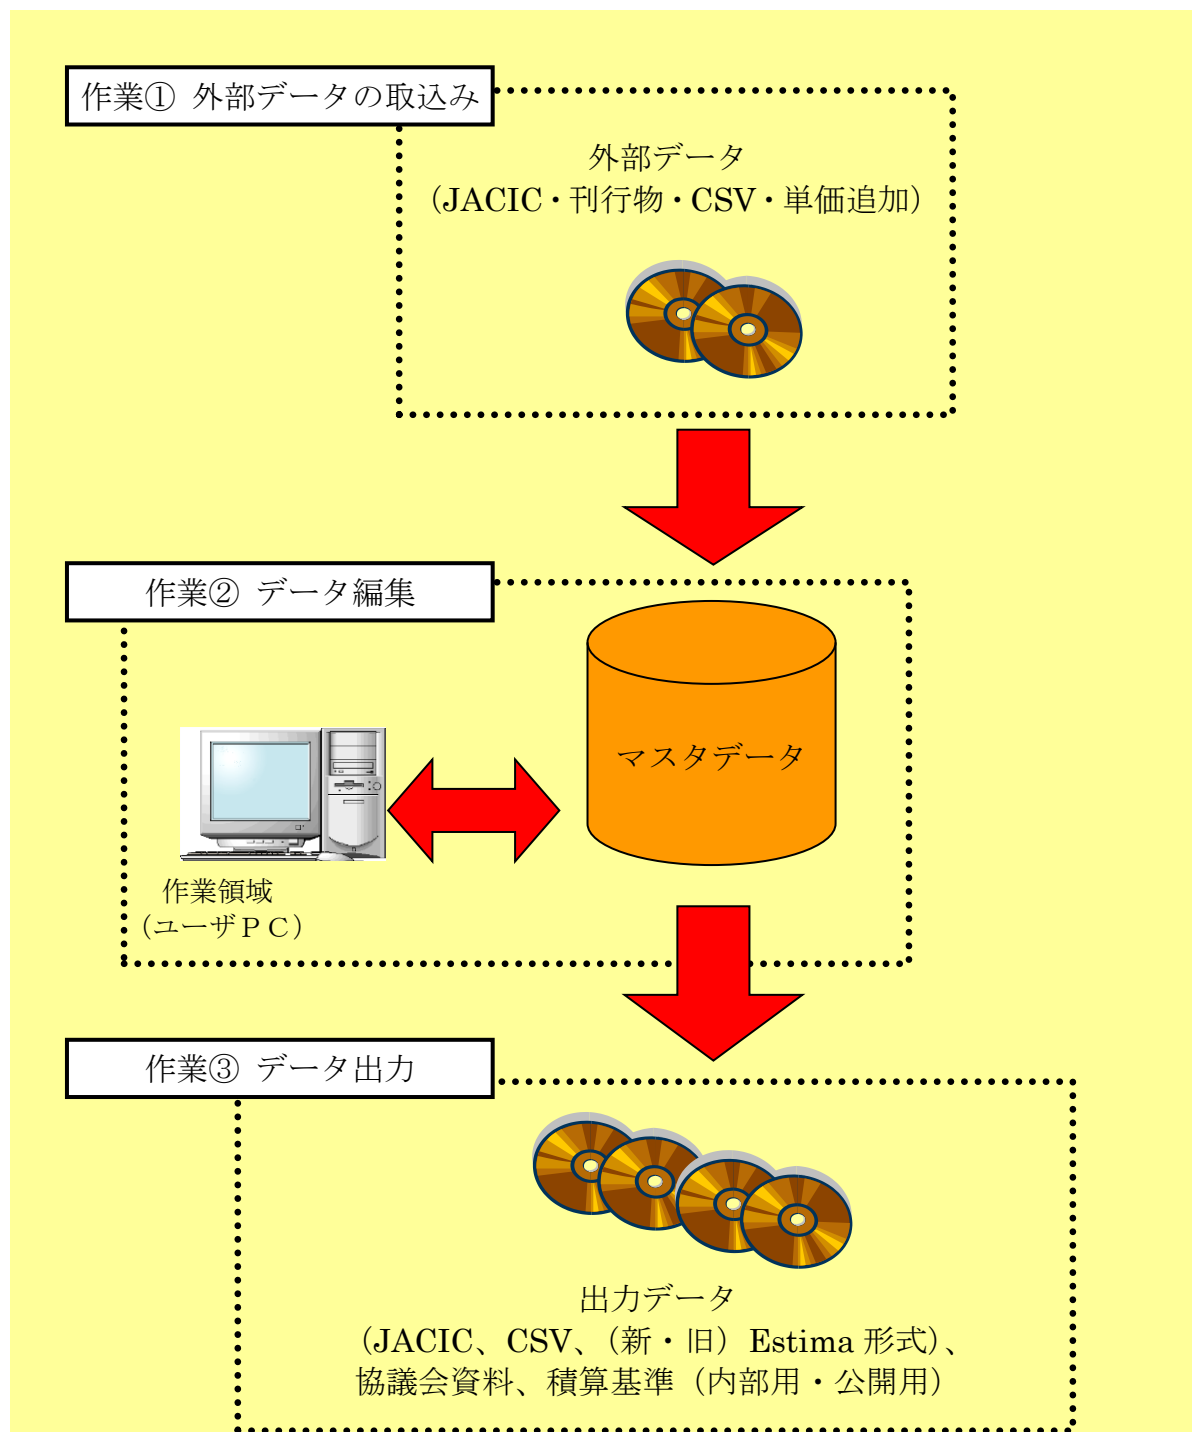 作業① 外部データの取込み
外部データ
（JACIC・刊行物・CSV・単価追加）
作業② データ編集
マスタデータ
作業領域
（ユーザＰＣ）
作業③ データ出力
出力データ
（JACIC、CSV、（新・旧）Estima 形式）、
協議会資料、積算基準（内部用・公開用）